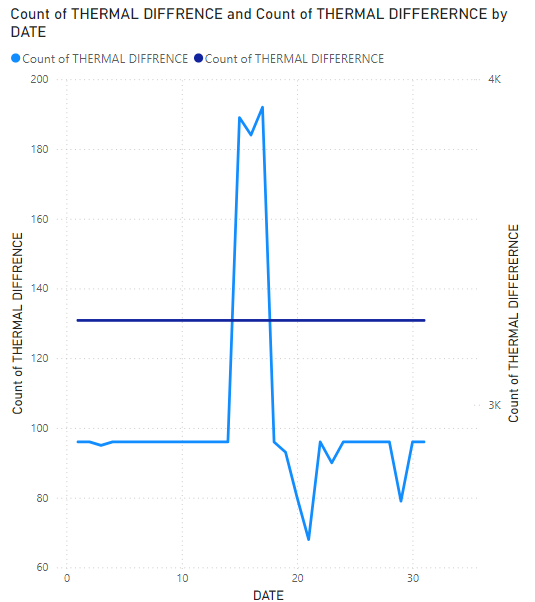 Count of THERMAL DIFFRENCE and Count of THERMAL DIFFERERNCE by
DATE
Count of THERMAL DIFFRENCE Count of THERMAL DIFFERERNCE
200
180
160
140
120
100
80
60
4K
3K
Count of THERMAL DIFFRENCE
Count of THERMAL DIFFERERNCE
0 10 20 30
DATE